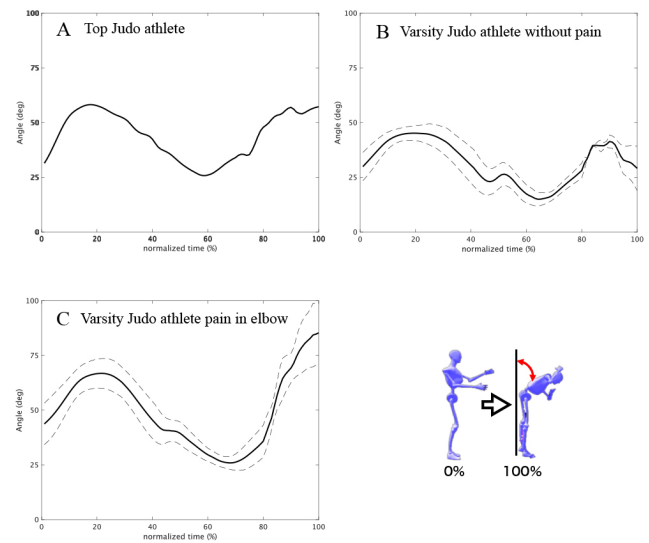 A Top Judo athlete
100
75
50
25
0
Angle (deg)
0 20 40 60 80 100
normalized time (%)
B Varsity Judo athlete without pain
100
75
50
25
0
Angle (deg)
0 20 40 60 80 100
normalized time (%)
C Varsity Judo athlete pain in elbow
100
75
50
25
0
Angle (deg)
0 20 40 60 80 100
normalized time (%)
0% 100%